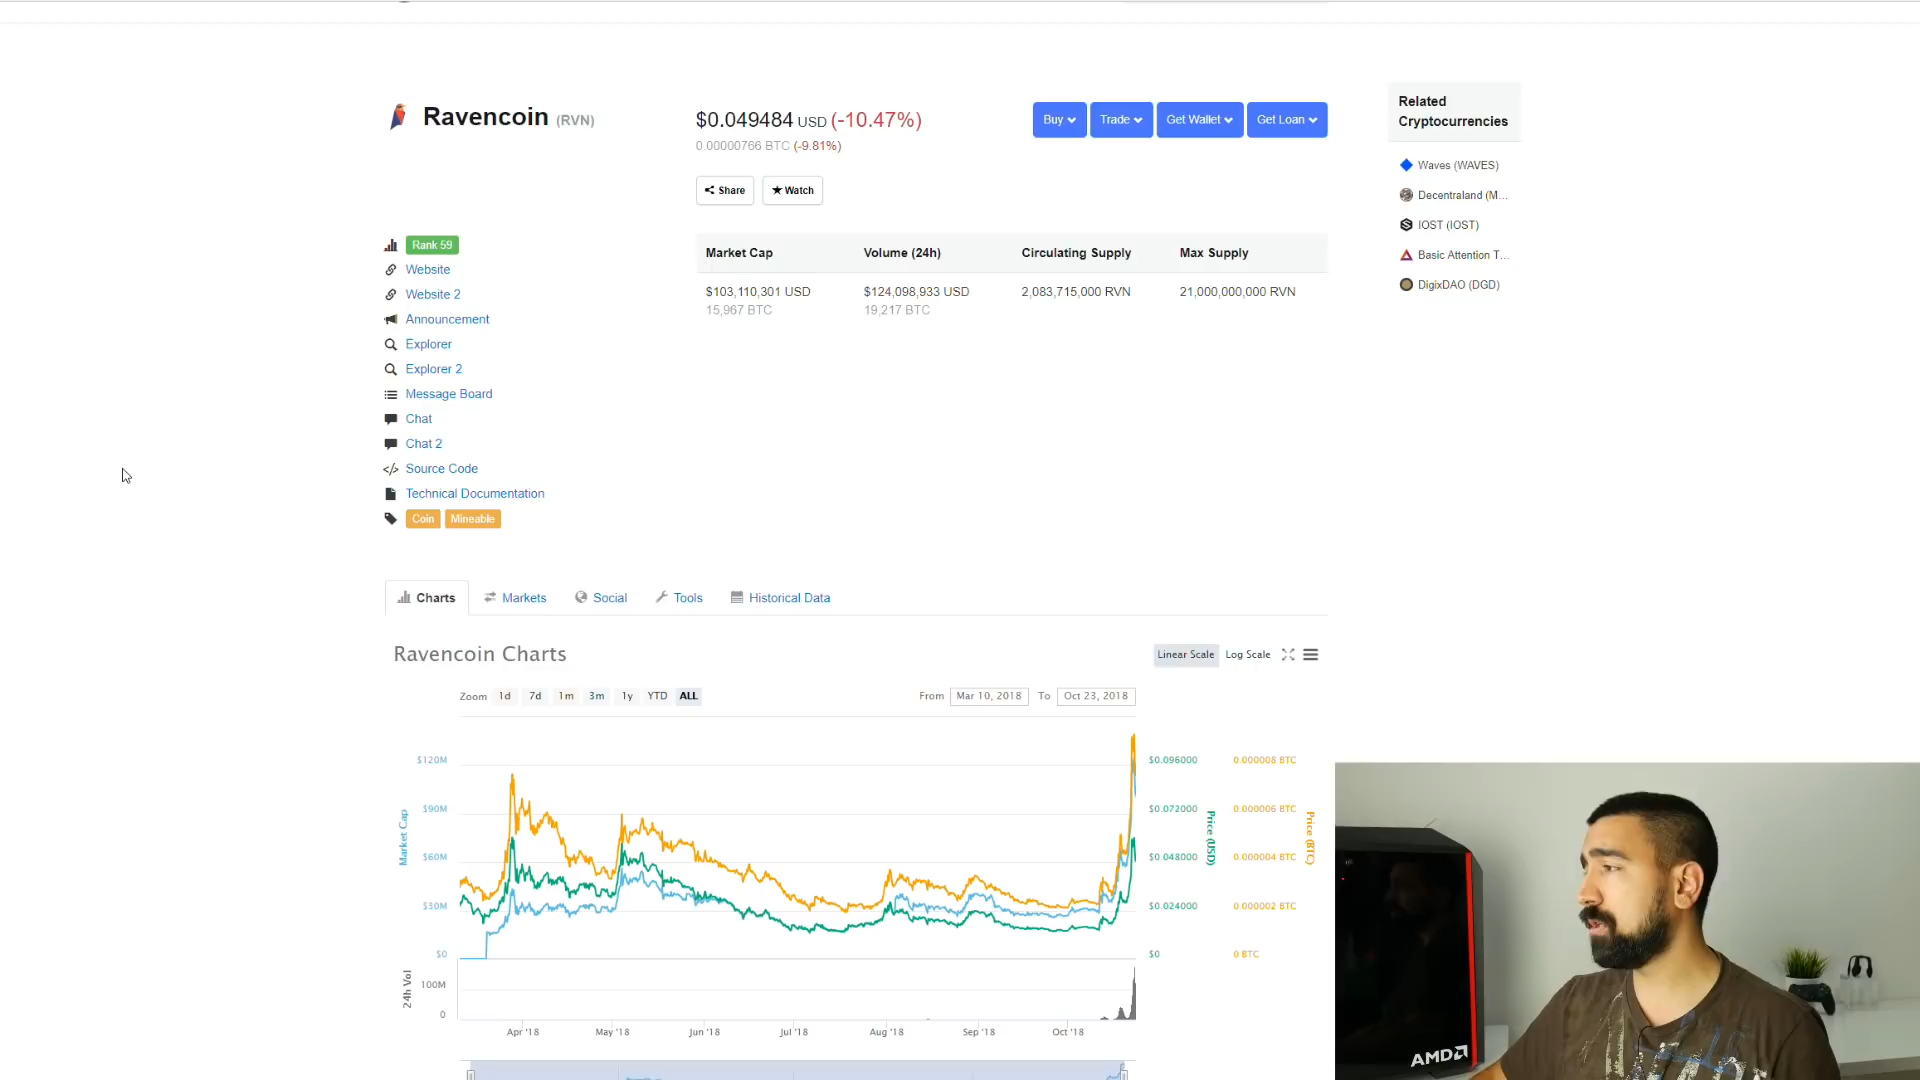 Ravencoin (RVN)
$0.049484 USD (-10.47%)
0.00000766 BTC (-9.81%)
Buy
Trade
Get Wallet
Get Loan
Share
Watch
Related
Cryptocurrencies
Waves (WAVES)
Decentraland (M...
IOST (IOST)
Basic Attention T...
DigixDAO (DGD)
Rank 59
Website
Website 2
Announcement
Explorer
Explorer 2
Message Board
Chat
Chat 2
Source Code
Technical Documentation
Coin Mineable
Market Cap Volume (24h) Circulating Supply Max Supply
$103,110,301 USD $124,098,933 USD 2,083,715,000 RVN 21,000,000,000 RVN
15,967 BTC 19,217 BTC
Charts Markets Social Tools Historical Data
Ravencoin Charts
Linear Scale Log Scale
Zoom 1d 7d 1m 3m 1y YTD ALL
From Mar 10, 2018 To Oct 23, 2018
$120M $0.096000 0.000008 BTC
$90M $0.072000 0.000006 BTC
$60M $0.048000 0.000004 BTC
$30M $0.024000 0.000002 BTC
$0 $0 0 BTC
Market Cap
Price (USD)
Price (BTC)
24h Vol
100M
0
Apr '18 May '18 Jun '18 Jul '18 Aug '18 Sep '18 Oct '18
AMD